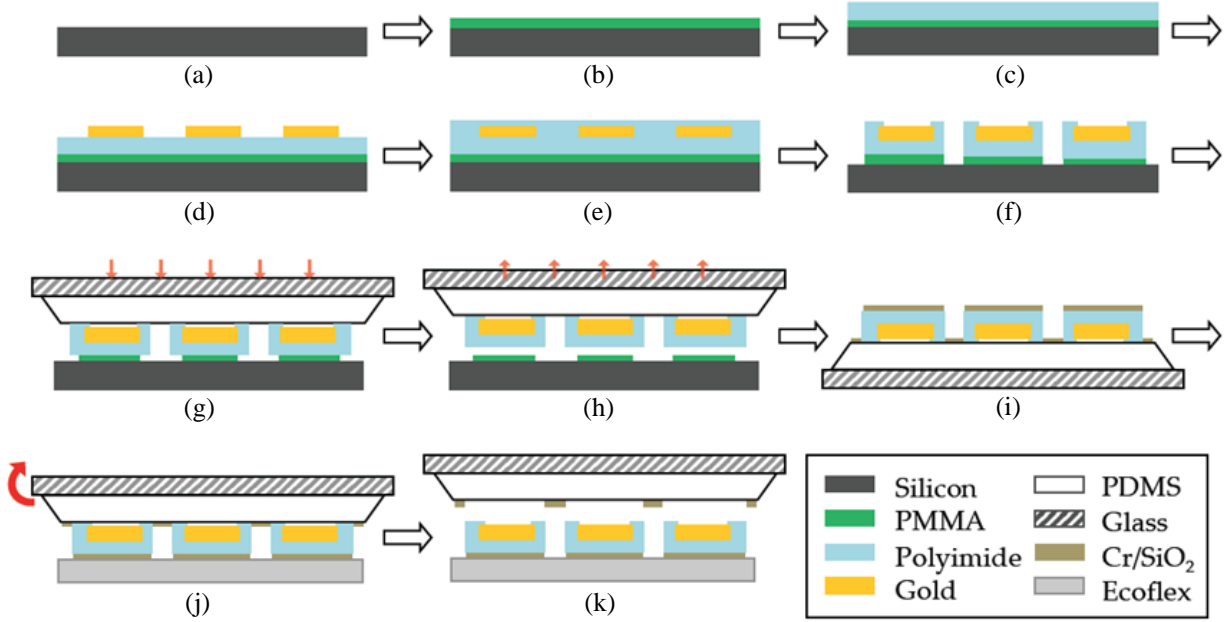 (a)
(b)
(c)
(d)
(e)
(f)
(g)
(h)
(i)
(j)
(k)
Silicon
PMMA
Polyimide
Gold
PDMS
Glass
Cr/SiO₂
Ecoflex